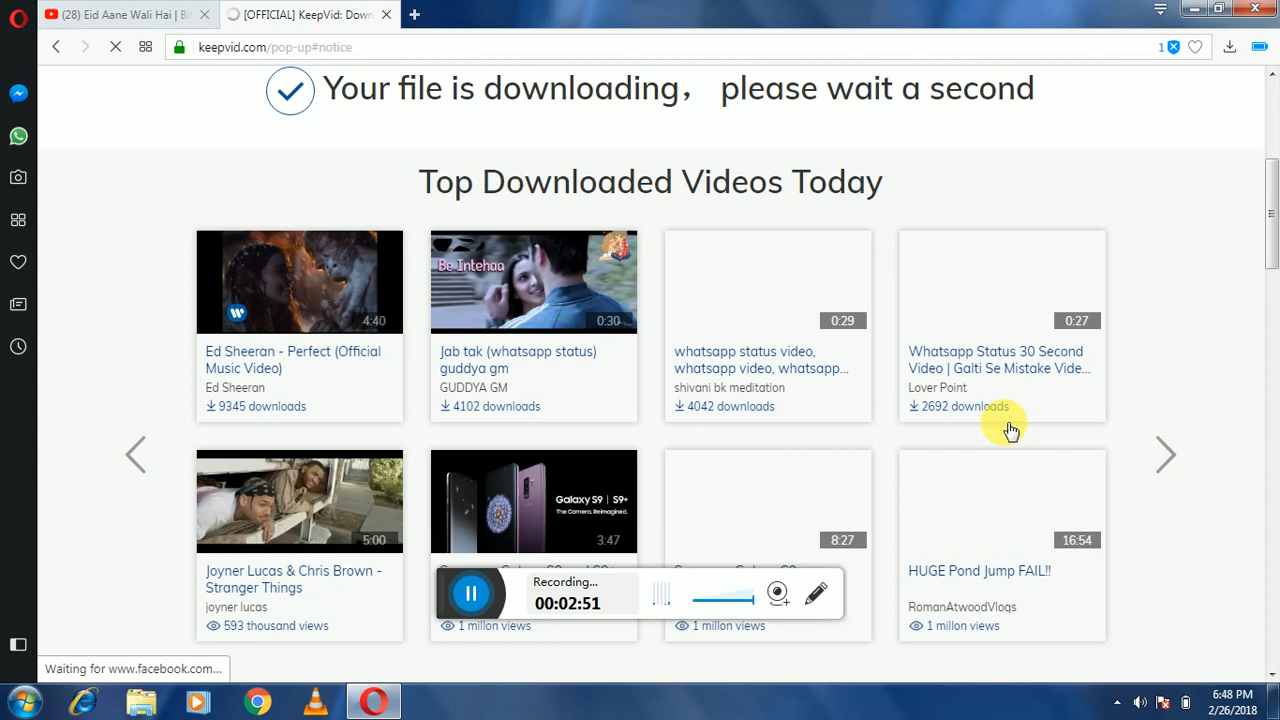 (28) Eid Aane Wali Hai | Bi
[OFFICIAL] KeepVid: Down
keepvid.com/pop-up#notice
1
Your file is downloading， please wait a second
Top Downloaded Videos Today
4:40
Be Intehaa
0:30
0:29
0:27
Ed Sheeran - Perfect (Official
Music Video)
Ed Sheeran
9345 downloads
Jab tak (whatsapp status)
guddya gm
GUDDYA GM
4102 downloads
whatsapp status video,
whatsapp video, whatsapp...
shivani bk meditation
4042 downloads
Whatsapp Status 30 Second
Video | Galti Se Mistake Vide...
Lover Point
2692 downloads
5:00
Galaxy S9 | S9+
The Camera. Reimagined.
3:47
8:27
16:54
Joyner Lucas & Chris Brown -
Stranger Things
joyner lucas
593 thousand views
1 millon views
1 millon views
HUGE Pond Jump FAIL!!
RomanAtwoodVlogs
1 millon views
Recording...
00:02:51
Waiting for www.facebook.com...
6:48 PM
2/26/2018